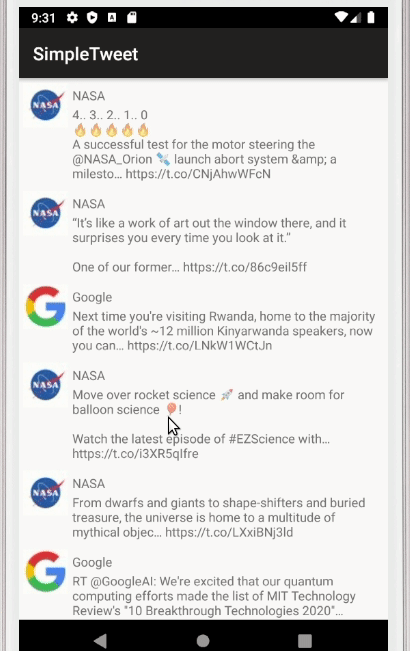 9:31
SimpleTweet
NASA
4.. 3.. 2.. 1.. 0
🔥🔥🔥🔥🔥
A successful test for the motor steering the
@NASA_Orion 🛰️ launch abort system &amp; a
milesto… https://t.co/CNjAhwWFcN
NASA
“It’s like a work of art out the window there, and it
surprises you every time you look at it.”
One of our former… https://t.co/86c9eil5ff
Google
Next time you're visiting Rwanda, home to the majority
of the world's ~12 million Kinyarwanda speakers, now
you can… https://t.co/LNkW1WCtJn
NASA
Move over rocket science 🚀 and make room for
balloon science 🎈!
Watch the latest episode of #EZScience with…
https://t.co/i3XR5qIfre
NASA
From dwarfs and giants to shape-shifters and buried
treasure, the universe is home to a multitude of
mythical objec… https://t.co/LXxiBNj3ld
Google
RT @GoogleAI: We're excited that our quantum
computing efforts made the list of MIT Technology
Review's "10 Breakthrough Technologies 2020"…